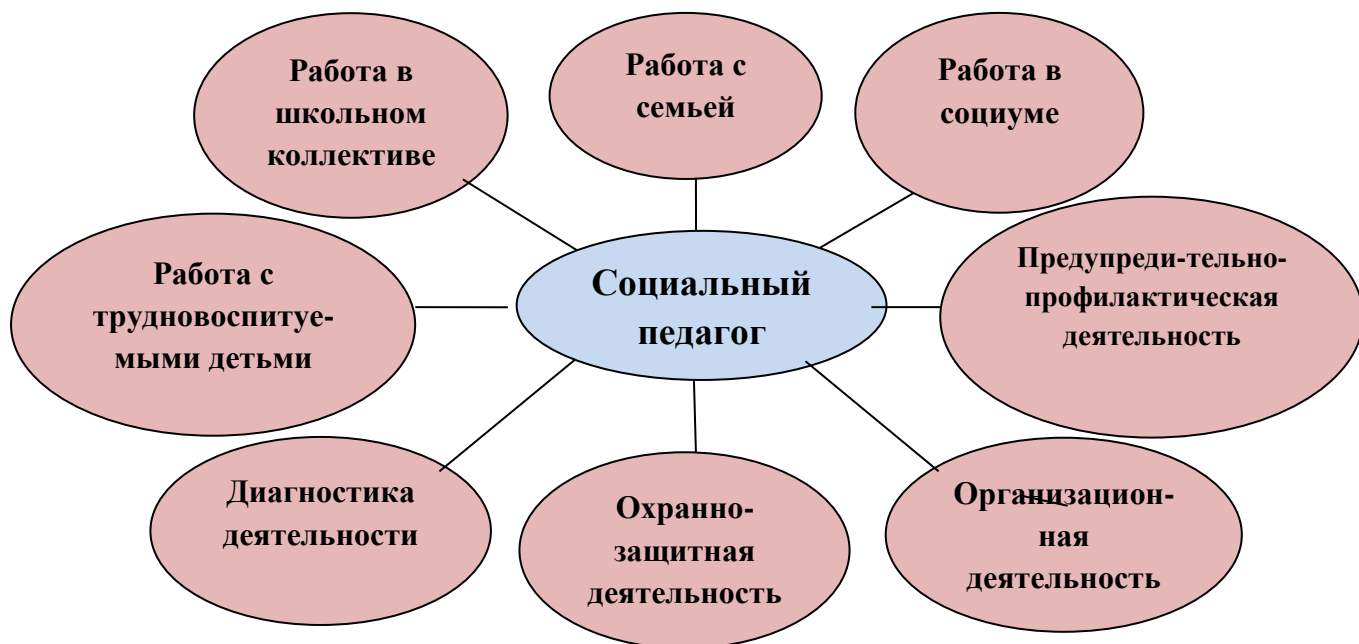 Работа в
школьном
коллективе
Работа с
семьей
Работа в
социуме
Работа с
трудновоспитуе-
мыми детьми
Социальный
педагог
Предупреди-тельно-
профилактическая
деятельность
Диагностика
деятельности
Охранно-
защитная
деятельность
Организацион-
ная
деятельность